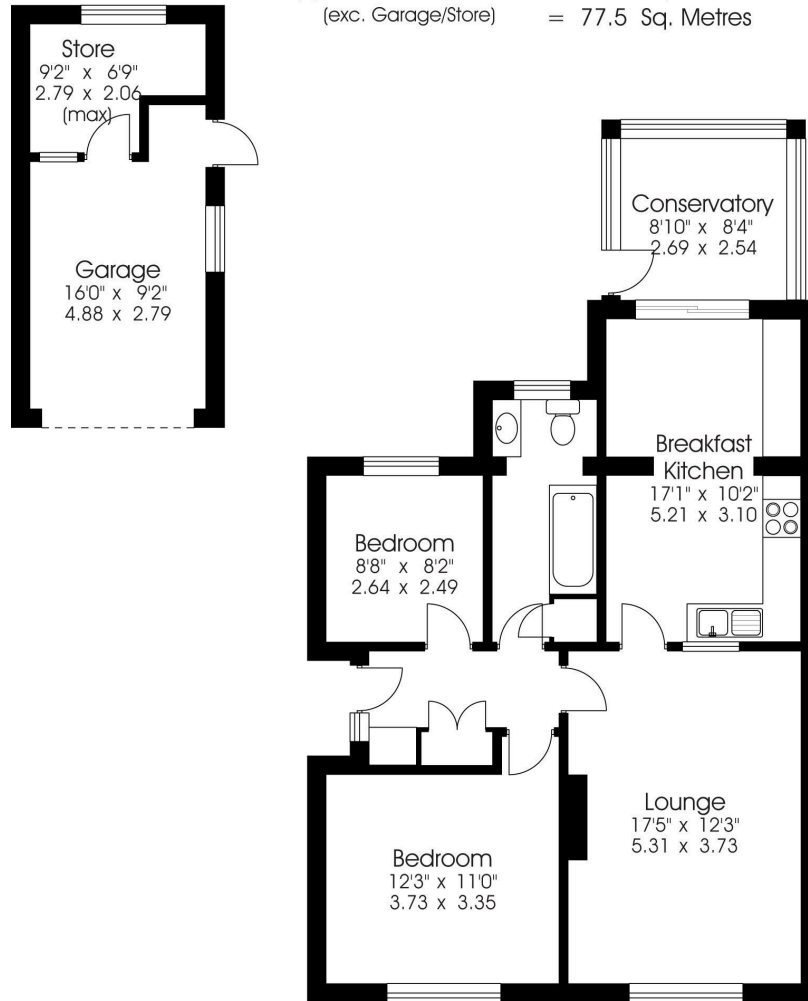 (exc. Garage/Store) = 77.5 Sq. Metres
Store
9'2" x 6'9"
2.79 x 2.06
(max)
Garage
16'0" x 9'2"
4.88 x 2.79
Conservatory
8'10" x 8'4"
2.69 x 2.54
Breakfast
Kitchen
17'1" x 10'2"
5.21 x 3.10
Bedroom
8'8" x 8'2"
2.64 x 2.49
Lounge
17'5" x 12'3"
5.31 x 3.73
Bedroom
12'3" x 11'0"
3.73 x 3.35